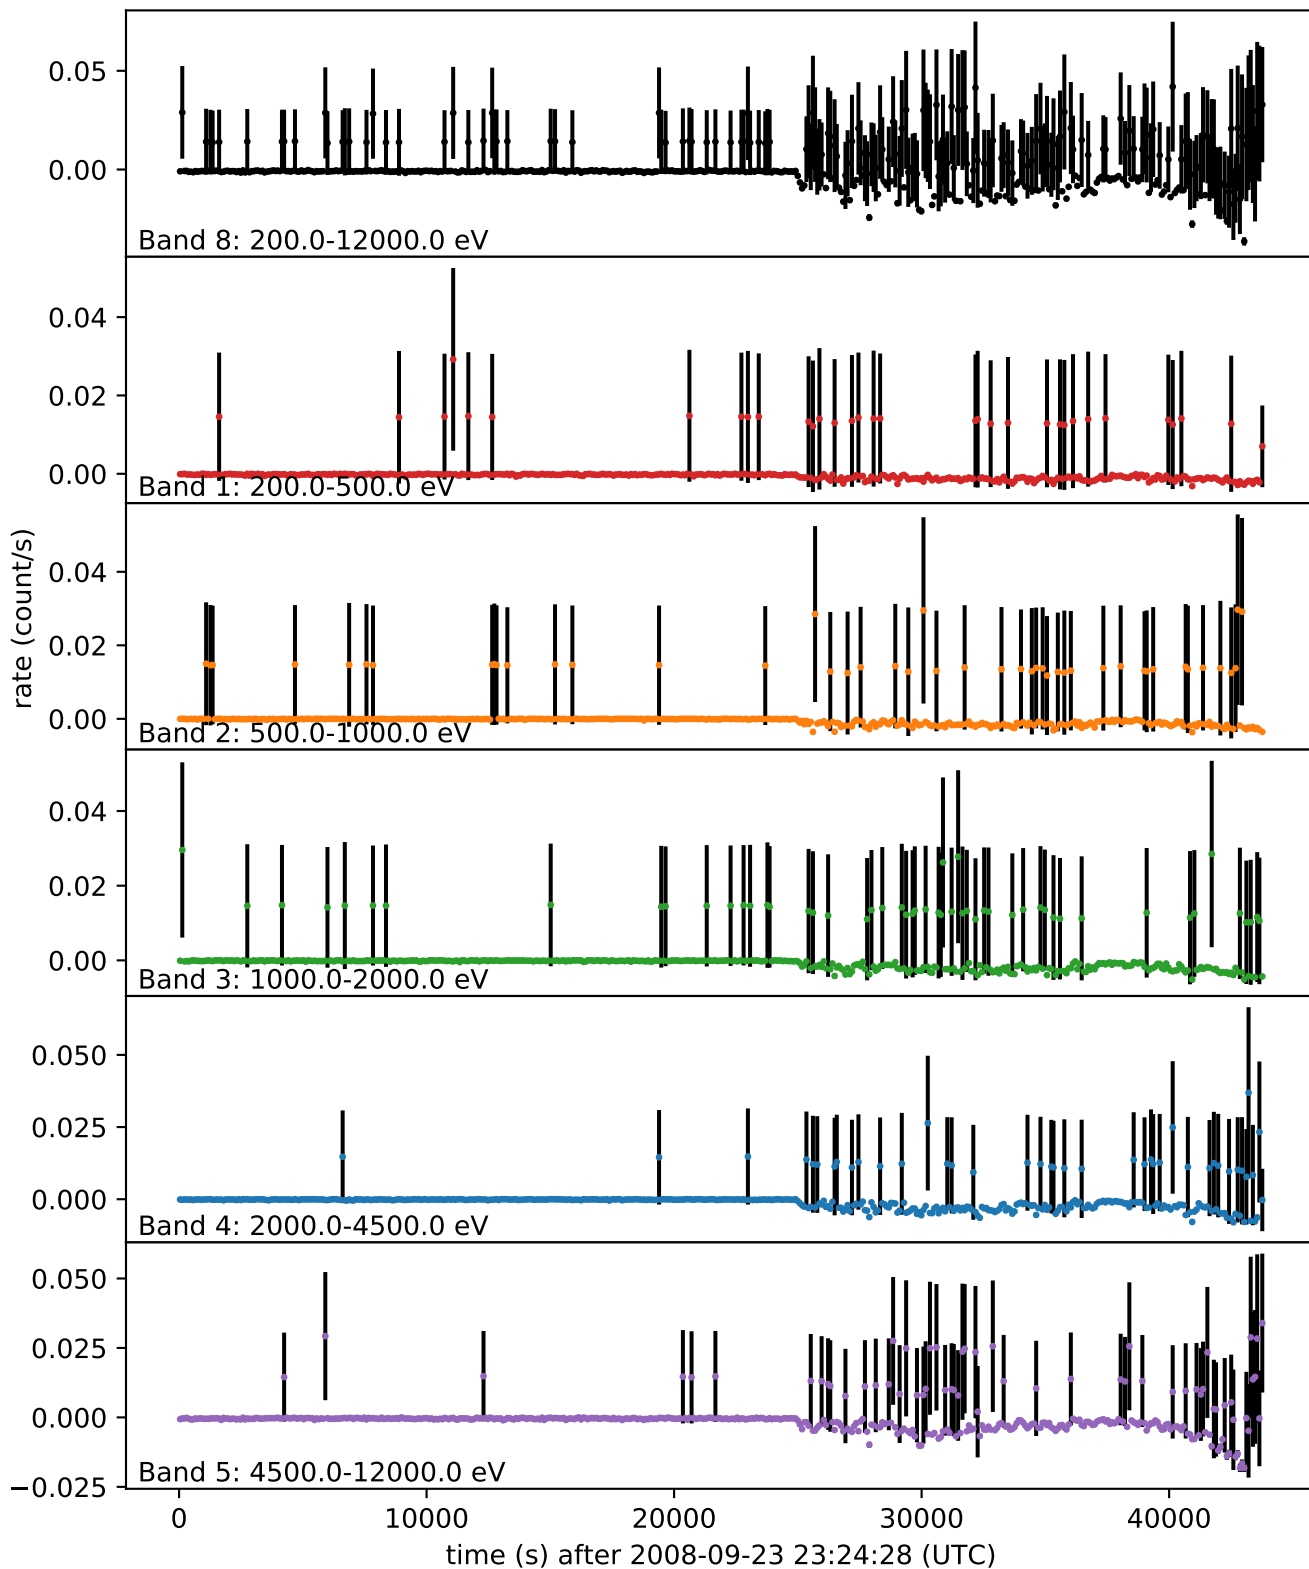 0.05
0.00
Band 8: 200.0-12000.0 eV
0.04
0.02
0.00
Band 1: 200.0-500.0 eV
rate (count/s)
0.04
0.02
0.00
Band 2: 500.0-1000.0 eV
0.04
0.02
0.00
Band 3: 1000.0-2000.0 eV
0.050
0.025
0.000
Band 4: 2000.0-4500.0 eV
0.050
0.025
0.000
−0.025
Band 5: 4500.0-12000.0 eV
0 10000 20000 30000 40000
time (s) after 2008-09-23 23:24:28 (UTC)